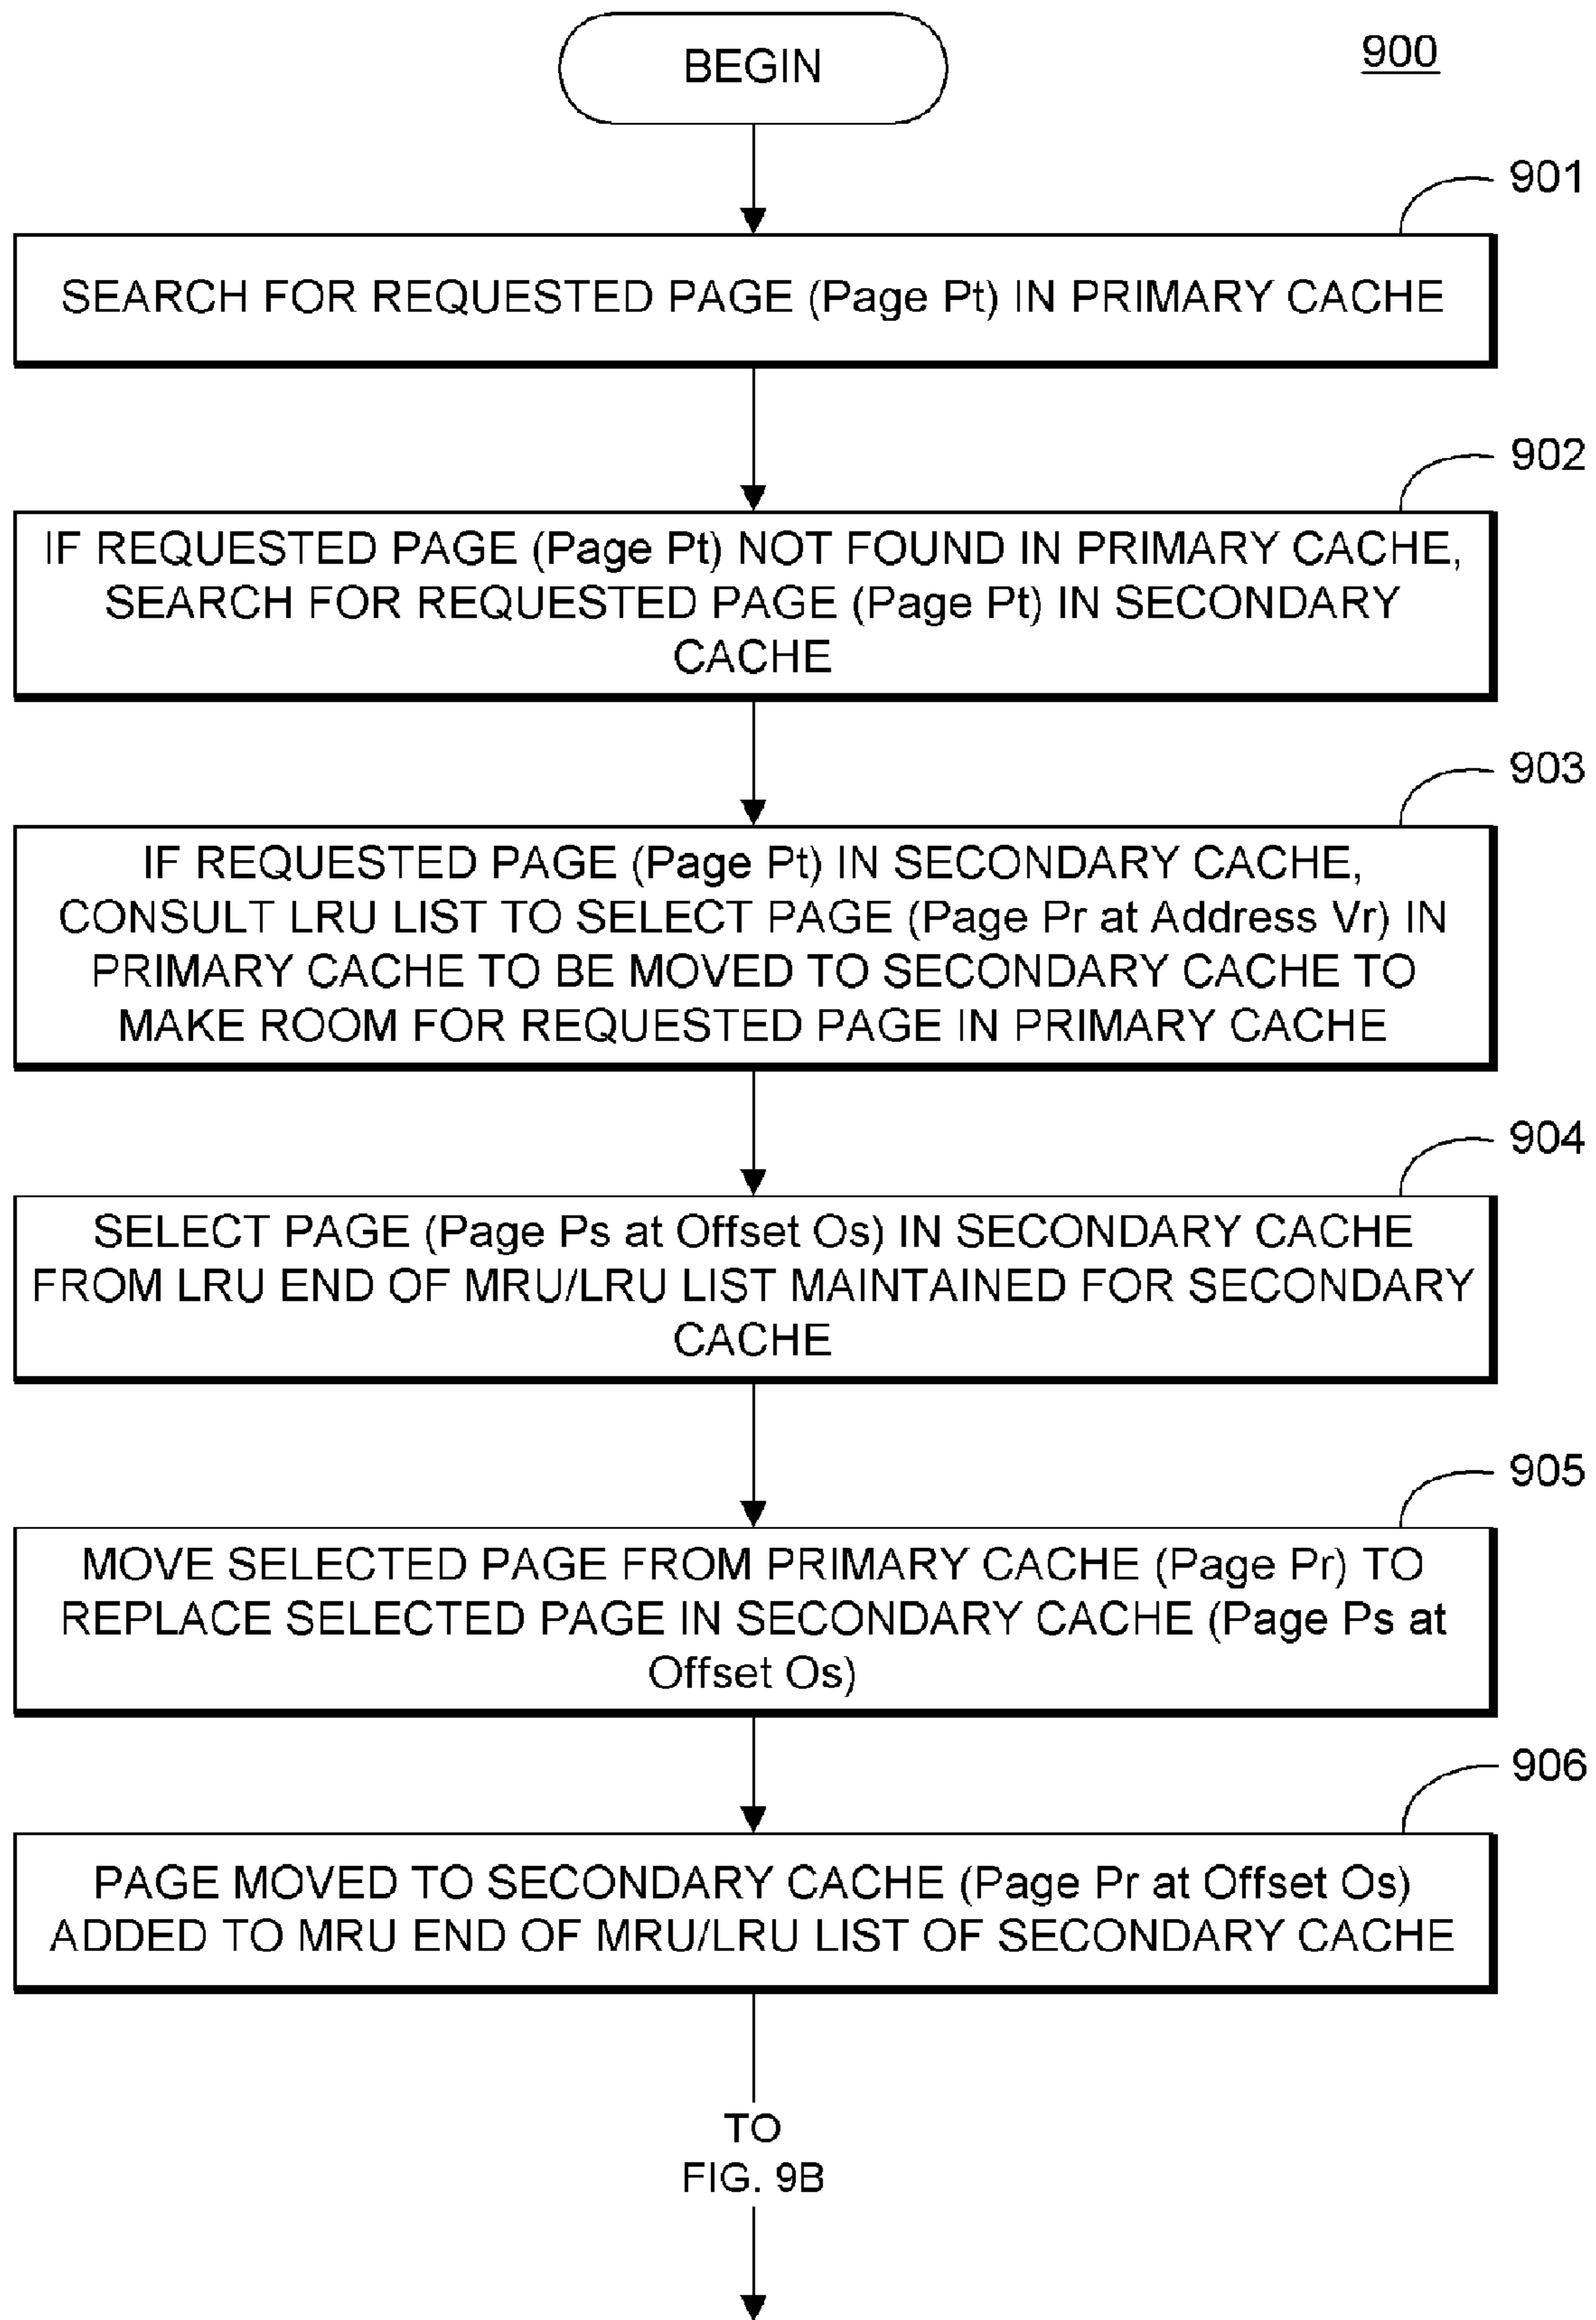 BEGIN
900
901
SEARCH FOR REQUESTED PAGE (Page Pt) IN PRIMARY CACHE
902
IF REQUESTED PAGE (Page Pt) NOT FOUND IN PRIMARY CACHE,
SEARCH FOR REQUESTED PAGE (Page Pt) IN SECONDARY
CACHE
903
IF REQUESTED PAGE (Page Pt) IN SECONDARY CACHE,
CONSULT LRU LIST TO SELECT PAGE (Page Pr at Address Vr) IN
PRIMARY CACHE TO BE MOVED TO SECONDARY CACHE TO
MAKE ROOM FOR REQUESTED PAGE IN PRIMARY CACHE
904
SELECT PAGE (Page Ps at Offset Os) IN SECONDARY CACHE
FROM LRU END OF MRU/LRU LIST MAINTAINED FOR SECONDARY
CACHE
905
MOVE SELECTED PAGE FROM PRIMARY CACHE (Page Pr) TO
REPLACE SELECTED PAGE IN SECONDARY CACHE (Page Ps at
Offset Os)
906
PAGE MOVED TO SECONDARY CACHE (Page Pr at Offset Os)
ADDED TO MRU END OF MRU/LRU LIST OF SECONDARY CACHE
TO
FIG. 9B